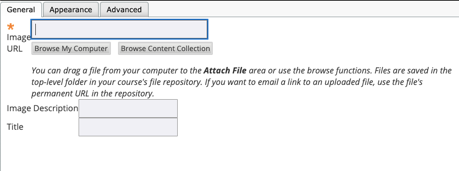 General Appearance Advanced
* Image
URL Browse My Computer Browse Content Collection
You can drag a file from your computer to the Attach File area or use the browse functions. Files are saved in the
top-level folder in your course's file repository. If you want to email a link to an uploaded file, use the file's
permanent URL in the repository.
Image Description
Title